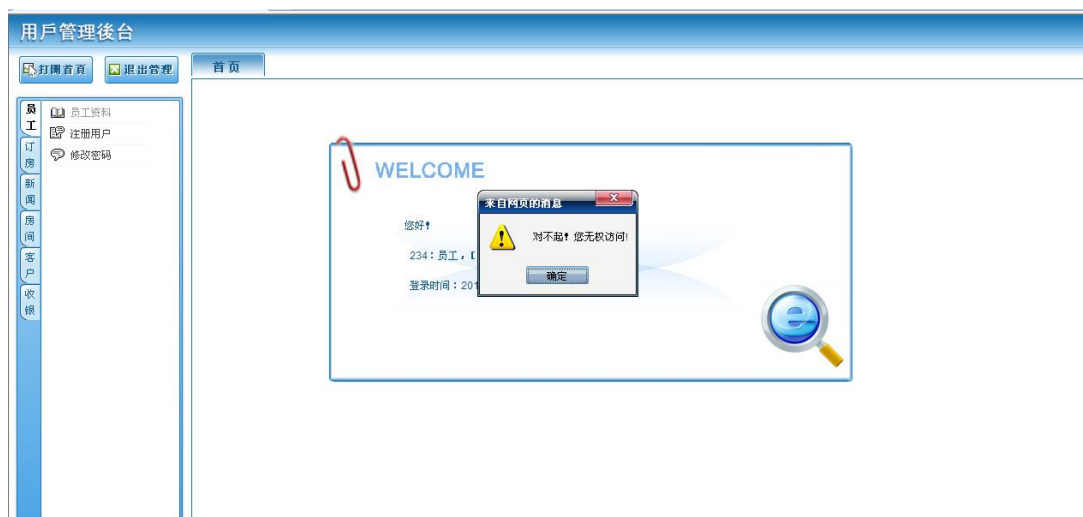 用戶管理後台
打開首頁
退出管理
首页
员工
订房
新闻
房间
客户
收银
员工资料
注册用户
修改密码
WELCOME
您好!
234:员工,
登录时间:201
来自网页的消息
对不起!您无权访问!
确定